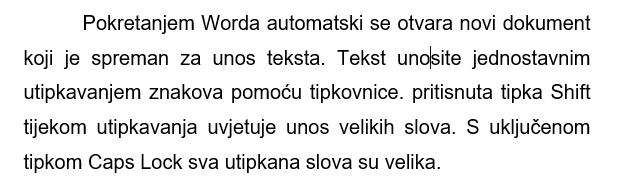 Pokretanjem Worda automatski se otvara novi dokument
koji je spreman za unos teksta. Tekst unosite jednostavnim
utipkavanjem znakova pomoću tipkovnice. pritisnuta tipka Shift
tijekom utipkavanja uvjetuje unos velikih slova. S uključenom
tipkom Caps Lock sva utipkana slova su velika.